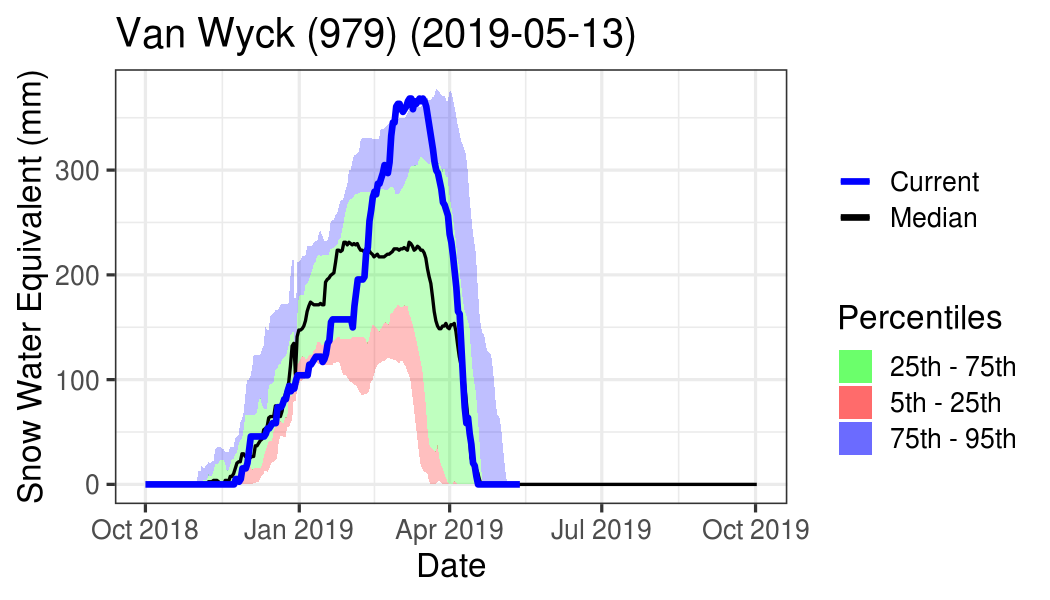 Van Wyck (979) (2019-05-13)
Snow Water Equivalent (mm)
300
200
100
0
Oct 2018 Jan 2019 Apr 2019 Jul 2019 Oct 2019
Date
Current
Median
Percentiles
25th - 75th
5th - 25th
75th - 95th